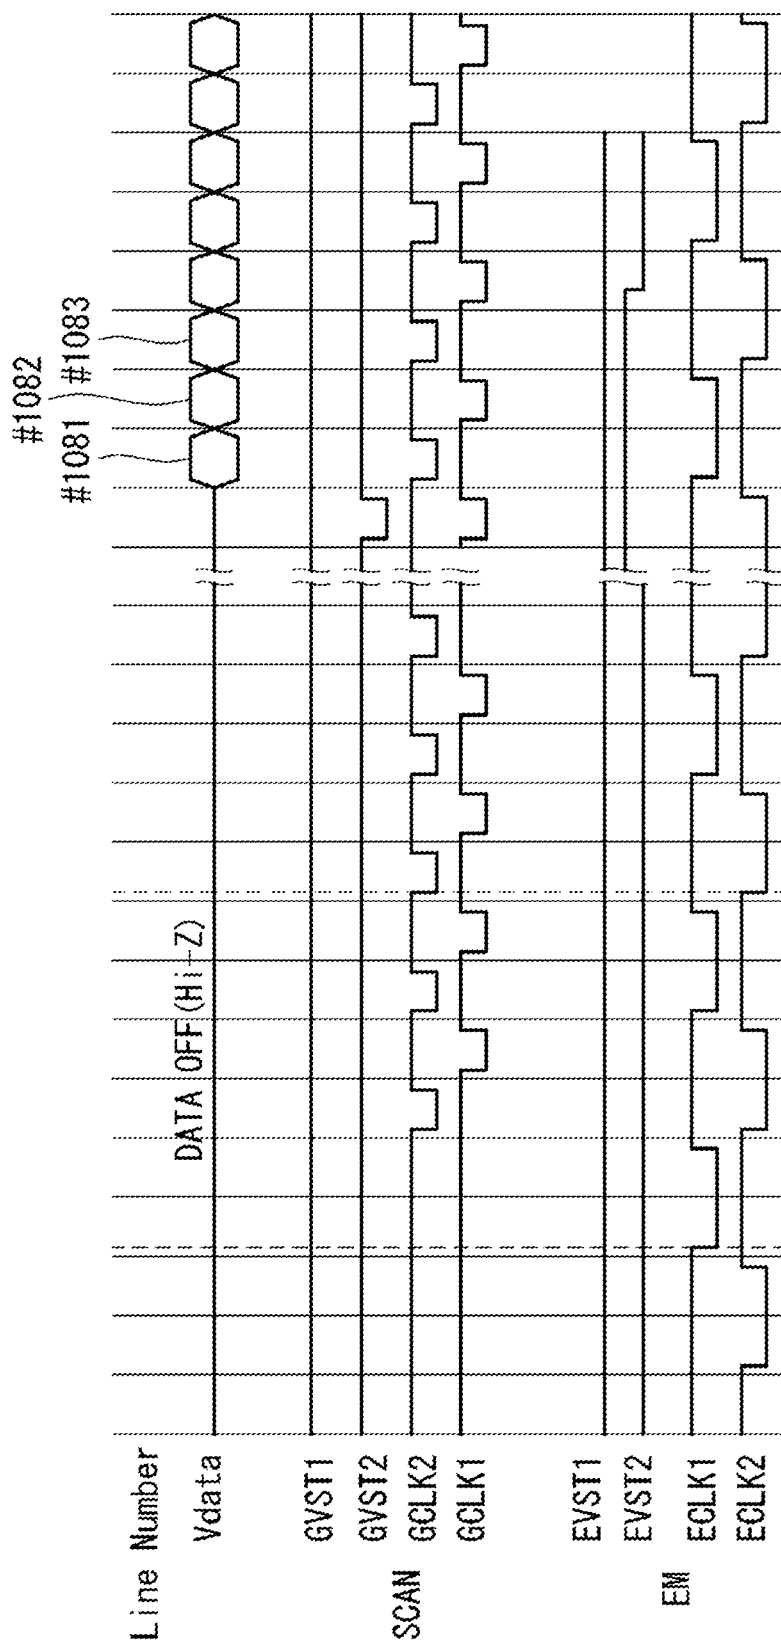 Line Number
#1081
#1082
#1083
Vdata
DATA OFF(Hi-Z)
SCAN
GVST1
GVST2
GCLK2
GCLK1
EM
EVST1
EVST2
ECLK1
ECLK2